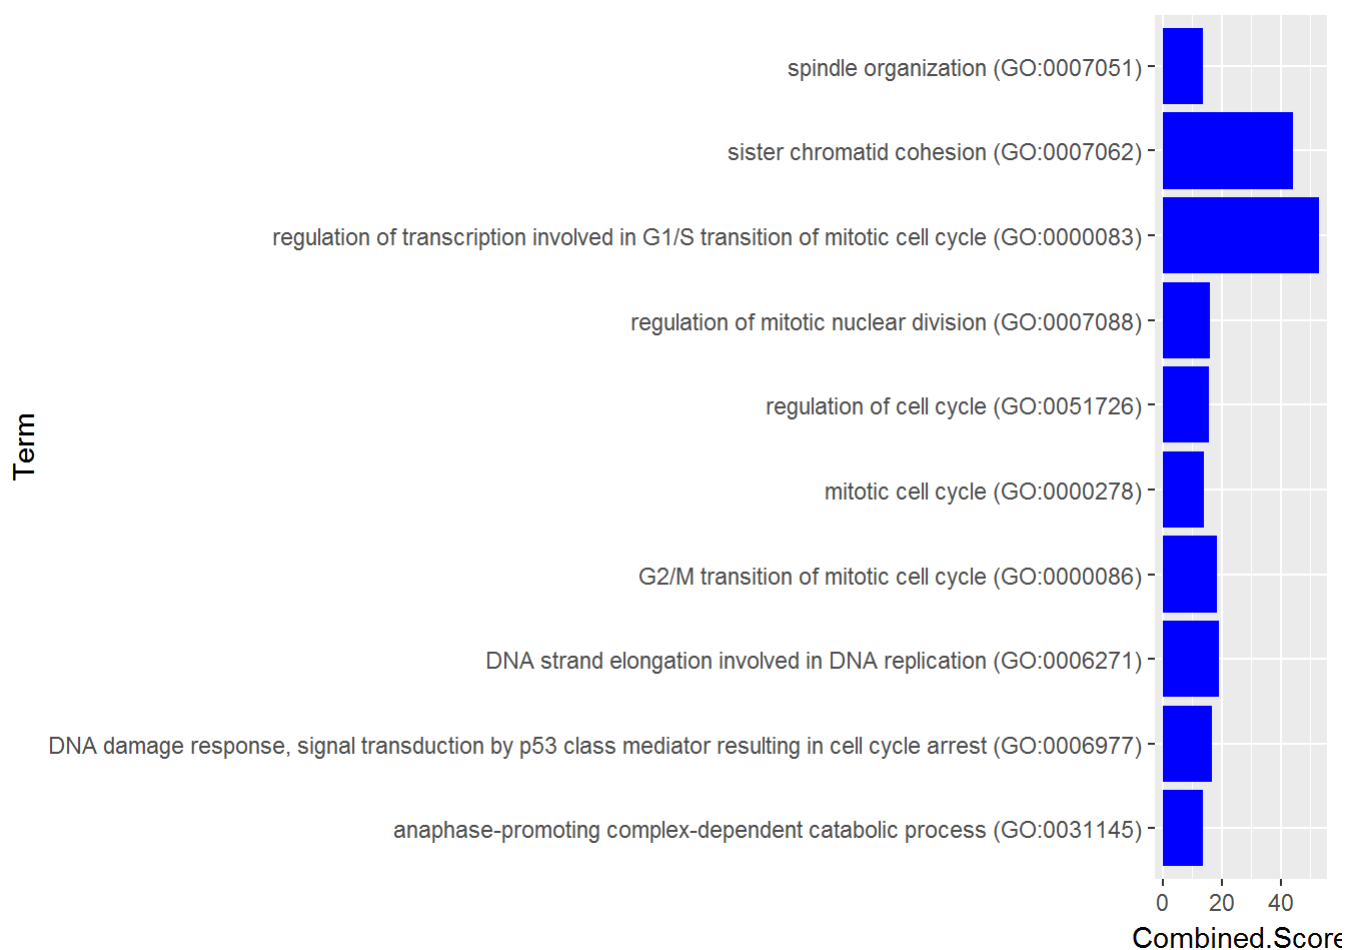 spindle organization (GO:0007051)
sister chromatid cohesion (GO:0007062)
regulation of transcription involved in G1/S transition of mitotic cell cycle (GO:0000083)
regulation of mitotic nuclear division (GO:0007088)
regulation of cell cycle (GO:0051726)
Term
mitotic cell cycle (GO:0000278)
G2/M transition of mitotic cell cycle (GO:0000086)
DNA strand elongation involved in DNA replication (GO:0006271)
DNA damage response, signal transduction by p53 class mediator resulting in cell cycle arrest (GO:0006977)
anaphase-promoting complex-dependent catabolic process (GO:0031145)
0 20 40
Combined.Score